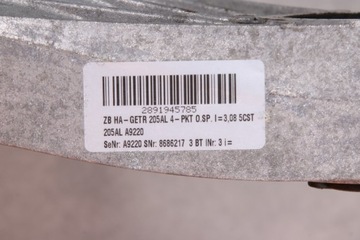 2891945785
ZB HA-GETR 205AL 4-PKT O.SP. I=3,08 5CST
205AL A9220
SeNr: A9220 SNr: 8686217 3 BT INr: 3 i=